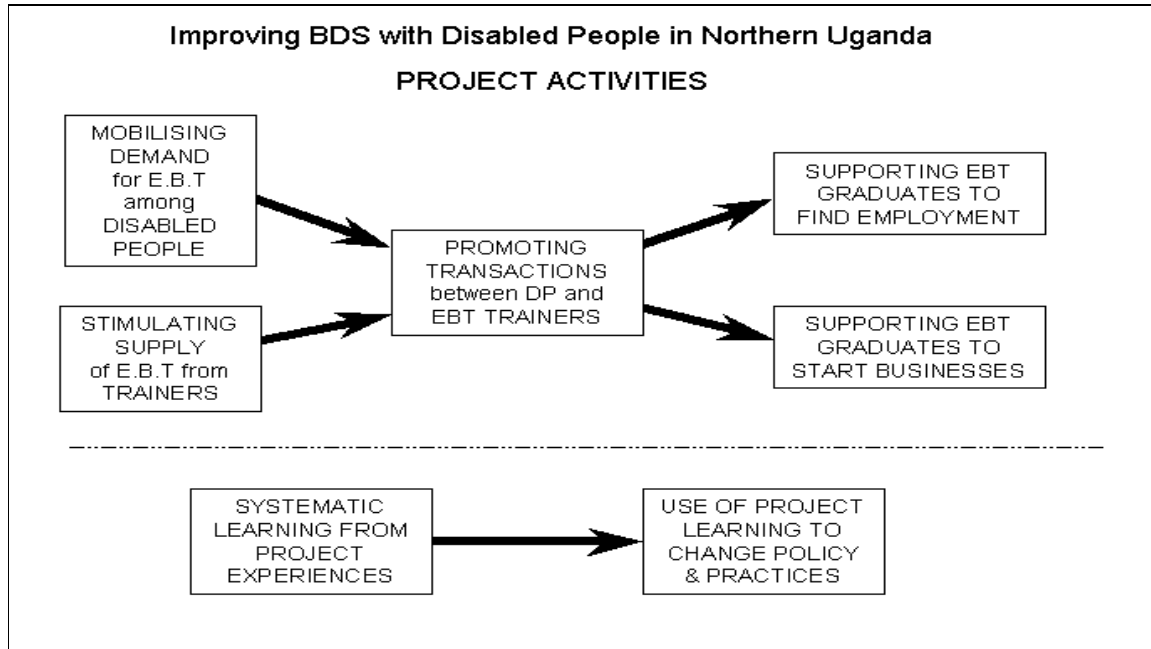 Improving BDS with Disabled People in Northern Uganda
PROJECT ACTIVITIES
MOBILISING
DEMAND
for E.B.T
among
DISABLED
PEOPLE
STIMULATING
SUPPLY
of E.B.T from
TRAINERS
PROMOTING
TRANSACTIONS
between DP and
EBT TRAINERS
SUPPORTING EBT
GRADUATES TO
FIND EMPLOYMENT
SUPPORTING EBT
GRADUATES TO
START BUSINESSES
SYSTEMATIC
LEARNING FROM
PROJECT
EXPERIENCES
USE OF PROJECT
LEARNING TO
CHANGE POLICY
& PRACTICES